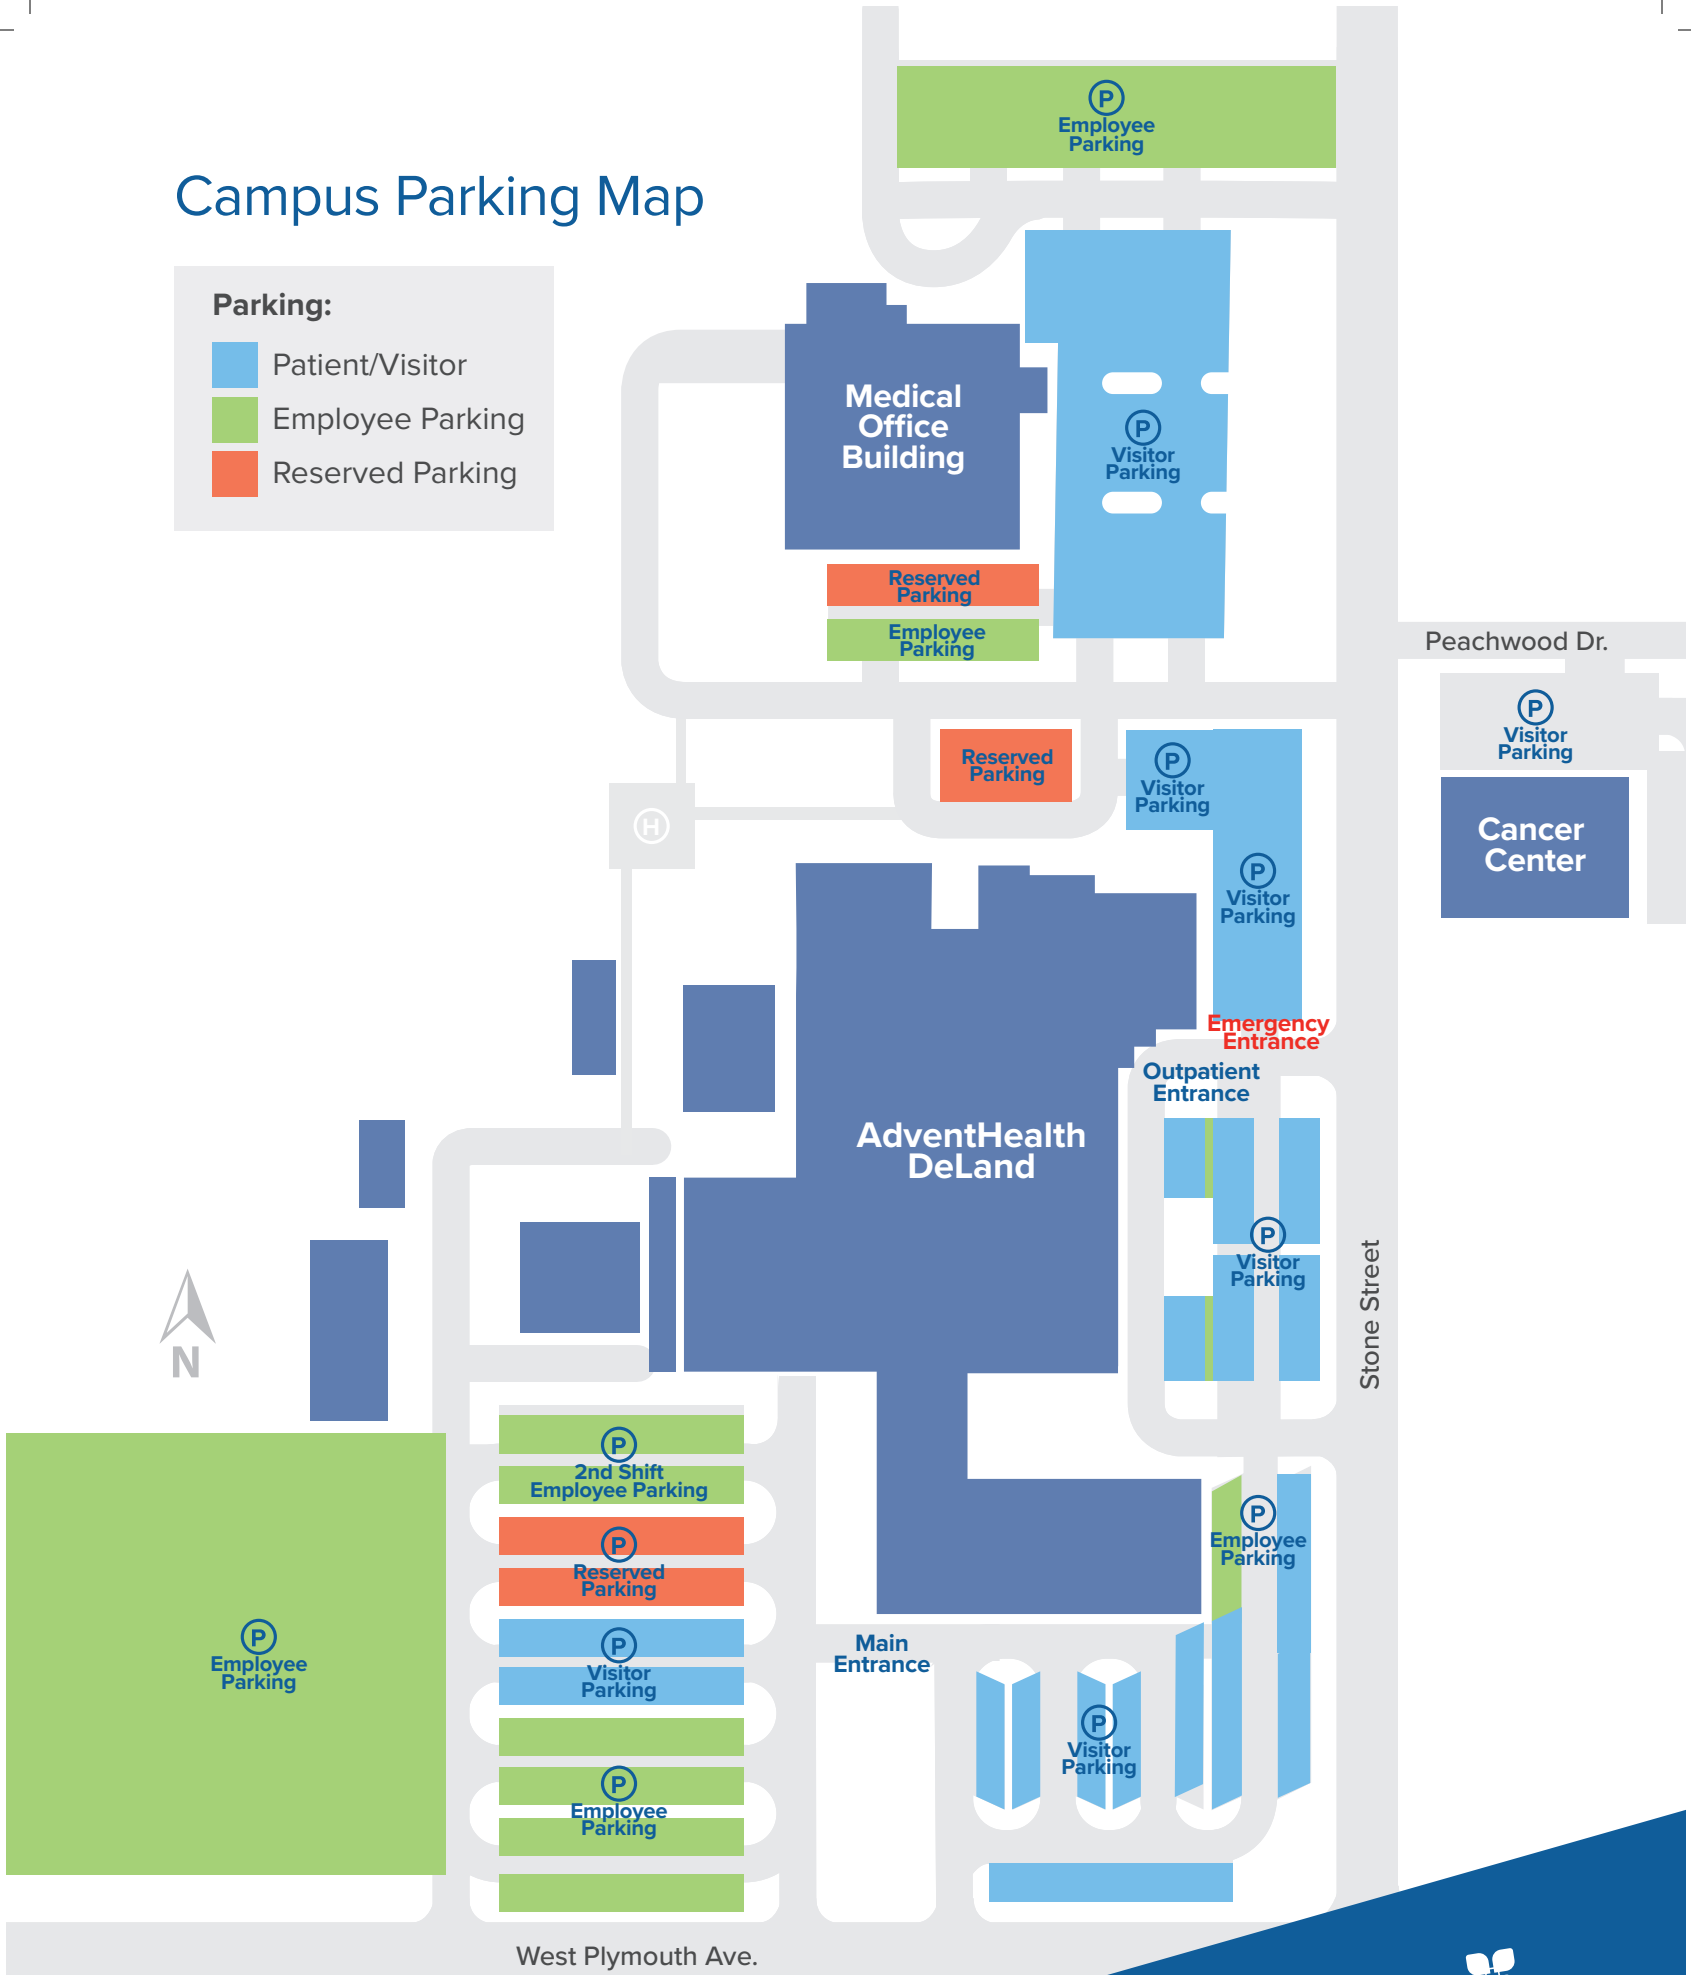 P
Employee
Parking
Campus Parking Map
Parking:
Patient/Visitor
Employee Parking
Reserved Parking
Medical
Office
Building
P
Visitor
Parking
Reserved
Parking
Employee
Parking
Peachwood Dr.
P
Visitor
Parking
Reserved
Parking
P
Visitor
Parking
H
Cancer
Center
P
Visitor
Parking
Emergency
Entrance
Outpatient
Entrance
AdventHealth
DeLand
P
Visitor
Parking
Stone Street
N
P
2nd Shift
Employee Parking
P
Employee
Parking
P
Reserved
Parking
P
Employee
Parking
P
Visitor
Parking
Main
Entrance
P
Visitor
Parking
P
Employee
Parking
West Plymouth Ave.